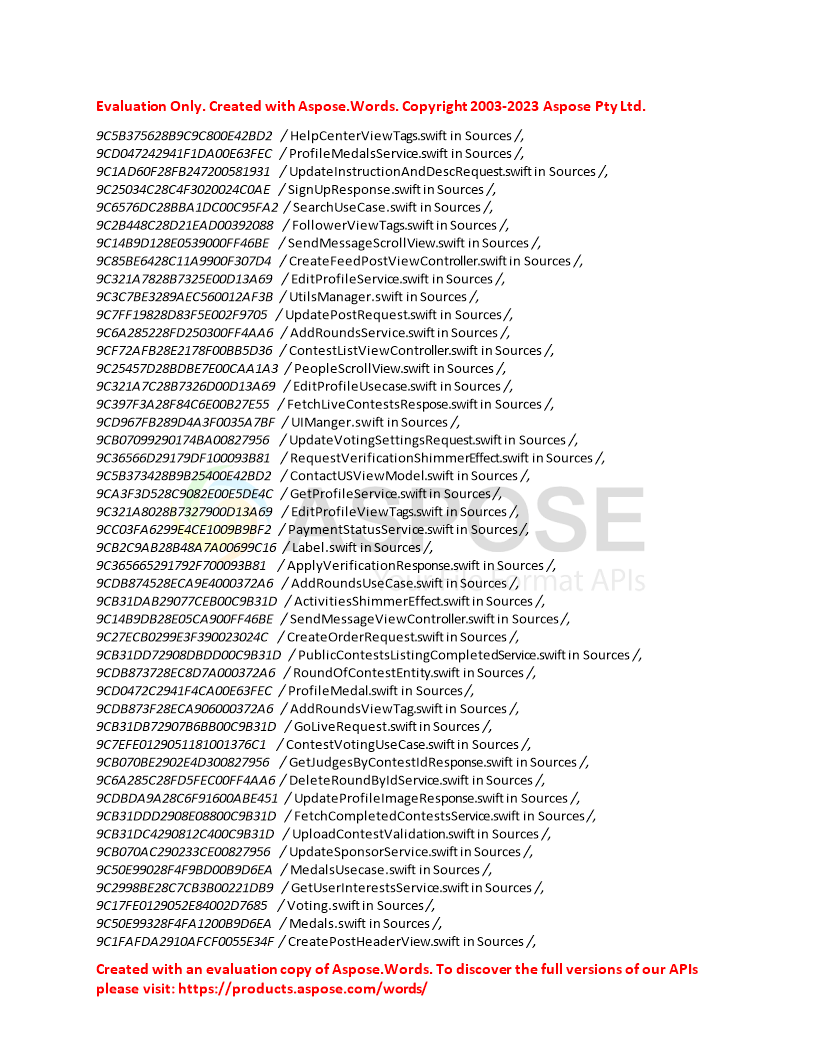 Evaluation Only. Created with Aspose.Words. Copyright 2003-2023 Aspose Pty Ltd.
9C5B375628B9C9C800E42BD2 / HelpCenterViewTags.swift in Sources /,
9CD047242941F1DA00E63FEC / ProfileMedalsService.swift in Sources /,
9C1AD60F28FB247200581931 / UpdateInstructionAndDescRequest.swift in Sources /,
9C25034C28C4F3020024C0AE / SignUpResponse.swift in Sources /,
9C6576DC28BBA1DC00C95FA2 / SearchUseCase.swift in Sources /,
9C2B448C28D21EAD00392088 / FollowerViewTags.swift in Sources /,
9C14B9D128E0539000FF46BE / SendMessageScrollView.swift in Sources /,
9C85BE6428C11A9900F307D4 / CreateFeedPostViewController.swift in Sources /,
9C321A7828B7325E00D13A69 / EditProfileService.swift in Sources /,
9C3C7BE3289AEC560012AF3B / UtilsManager.swift in Sources /,
9C7FF19828D83F5E002F9705 / UpdatePostRequest.swift in Sources /,
9C6A285228FD250300FF4AA6 / AddRoundsService.swift in Sources /,
9CF72AFB28E2178F00BB5D36 / ContestListViewController.swift in Sources /,
9C25457D28BDBE7E00CAA1A3 / PeopleScrollView.swift in Sources /,
9C321A7C28B7326D00D13A69 / EditProfileUsecase.swift in Sources /,
9C397F3A28F84C6E00B27E55 / FetchLiveContestsRespose.swift in Sources /,
9CD967FB289D4A3F0035A7BF / UIManger.swift in Sources /,
9CB07099290174BA00827956 / UpdateVotingSettingsRequest.swift in Sources /,
9C36566D29179DF100093B81 / RequestVerificationShimmerEffect.swift in Sources /,
9C5B373428B9B25400E42BD2 / ContactUSViewModel.swift in Sources /,
9CA3F3D528C9082E00E5DE4C / GetProfileService.swift in Sources /,
9C321A8028B7327900D13A69 / EditProfileViewTags.swift in Sources /,
9CC03FA6299E4CE1009B9BF2 / PaymentStatusService.swift in Sources /,
9CB2C9AB28B48A7A00699C16 / Label.swift in Sources /,
9C365665291792F700093B81 / ApplyVerificationResponse.swift in Sources /,
9CDB874528ECA9E4000372A6 / AddRoundsUseCase.swift in Sources /,
9CB31DAB29077CEB00C9B31D / ActivitiesShimmerEffect.swift in Sources /,
9C14B9DB28E05CA900FF46BE / SendMessageViewController.swift in Sources /,
9C27ECB0299E3F390023024C / CreateOrderRequest.swift in Sources /,
9CB31DD72908DBDD00C9B31D / PublicContestsListingCompletedService.swift in Sources /,
9CDB873728EC8D7A000372A6 / RoundOfContestEntity.swift in Sources /,
9CD0472C2941F4CA00E63FEC / ProfileMedal.swift in Sources /,
9CDB873F28ECA906000372A6 / AddRoundsViewTag.swift in Sources /,
9CB31DB72907B6BB00C9B31D / GoLiveRequest.swift in Sources /,
9C7EFE0129051181001376C1 / ContestVotingUseCase.swift in Sources /,
9CB070BE2902E4D300827956 / GetJudgesByContestIdResponse.swift in Sources /,
9C6A285C28FD5FEC00FF4AA6 / DeleteRoundByIdService.swift in Sources /,
9CDBDA9A28C6F91600ABE451 / UpdateProfileImageResponse.swift in Sources /,
9CB31DDD2908E08800C9B31D / FetchCompletedContestsService.swift in Sources /,
9CB31DC4290812C400C9B31D / UploadContestValidation.swift in Sources /,
9CB070AC290233CE00827956 / UpdateSponsorService.swift in Sources /,
9C50E99028F4F9BD00B9D6EA / MedalsUsecase.swift in Sources /,
9C2998BE28C7CB3B00221DB9 / GetUserInterestsService.swift in Sources /,
9C17FE0129052E84002D7685 / Voting.swift in Sources /,
9C50E99328F4FA1200B9D6EA / Medals.swift in Sources /,
9C1FAFDA2910AFCF0055E34F / CreatePostHeaderView.swift in Sources /,
ASPOSE
Your File Format APIs
Created with an evaluation copy of Aspose.Words. To discover the full versions of our APIs
please visit: https://products.aspose.com/words/